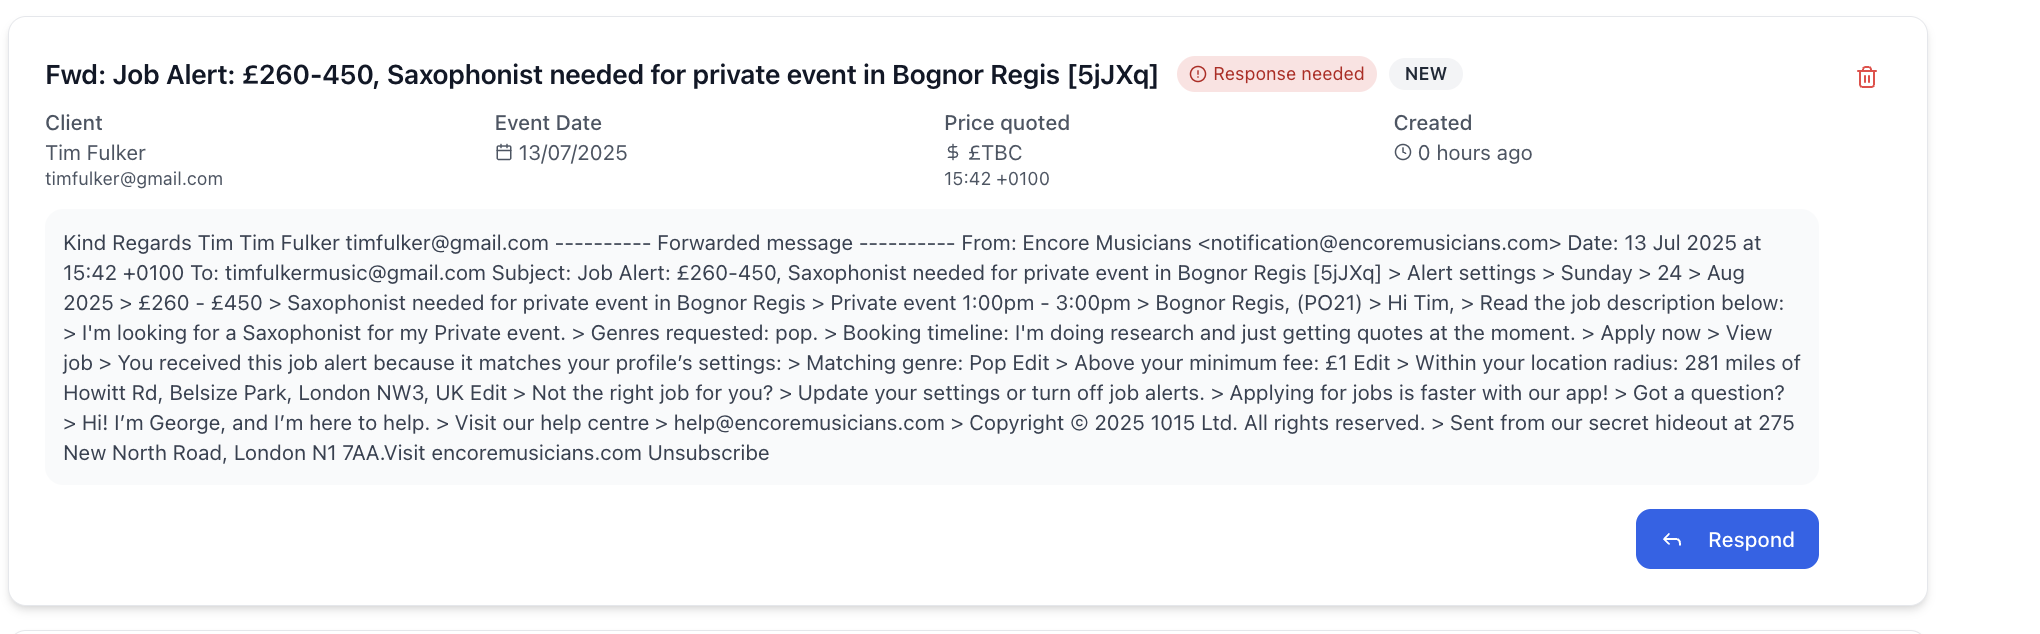 Fwd: Job Alert: £260-450, Saxophonist needed for private event in Bognor Regis [5jJXq]
Response needed
NEW
Client
Tim Fulker
timfulker@gmail.com
Event Date
13/07/2025
Price quoted
$ £TBC
15:42 +0100
Created
0 hours ago
Kind Regards Tim Tim Fulker timfulker@gmail.com ---------- Forwarded message ---------- From: Encore Musicians <notification@encoremusicians.com> Date: 13 Jul 2025 at
15:42 +0100 To: timfulkermusic@gmail.com Subject: Job Alert: £260-450, Saxophonist needed for private event in Bognor Regis [5jJXq] > Alert settings > Sunday > 24 > Aug
2025 > £260 - £450 > Saxophonist needed for private event in Bognor Regis > Private event 1:00pm - 3:00pm > Bognor Regis, (PO21) > Hi Tim, > Read the job description below:
> I'm looking for a Saxophonist for my Private event. > Genres requested: pop. > Booking timeline: I'm doing research and just getting quotes at the moment. > Apply now > View
job > You received this job alert because it matches your profile’s settings: > Matching genre: Pop Edit > Above your minimum fee: £1 Edit > Within your location radius: 281 miles of
Howitt Rd, Belsize Park, London NW3, UK Edit > Not the right job for you? > Update your settings or turn off job alerts. > Applying for jobs is faster with our app! > Got a question?
> Hi! I’m George, and I’m here to help. > Visit our help centre > help@encoremusicians.com > Copyright © 2025 1015 Ltd. All rights reserved. > Sent from our secret hideout at 275
New North Road, London N1 7AA.Visit encoremusicians.com Unsubscribe
Respond